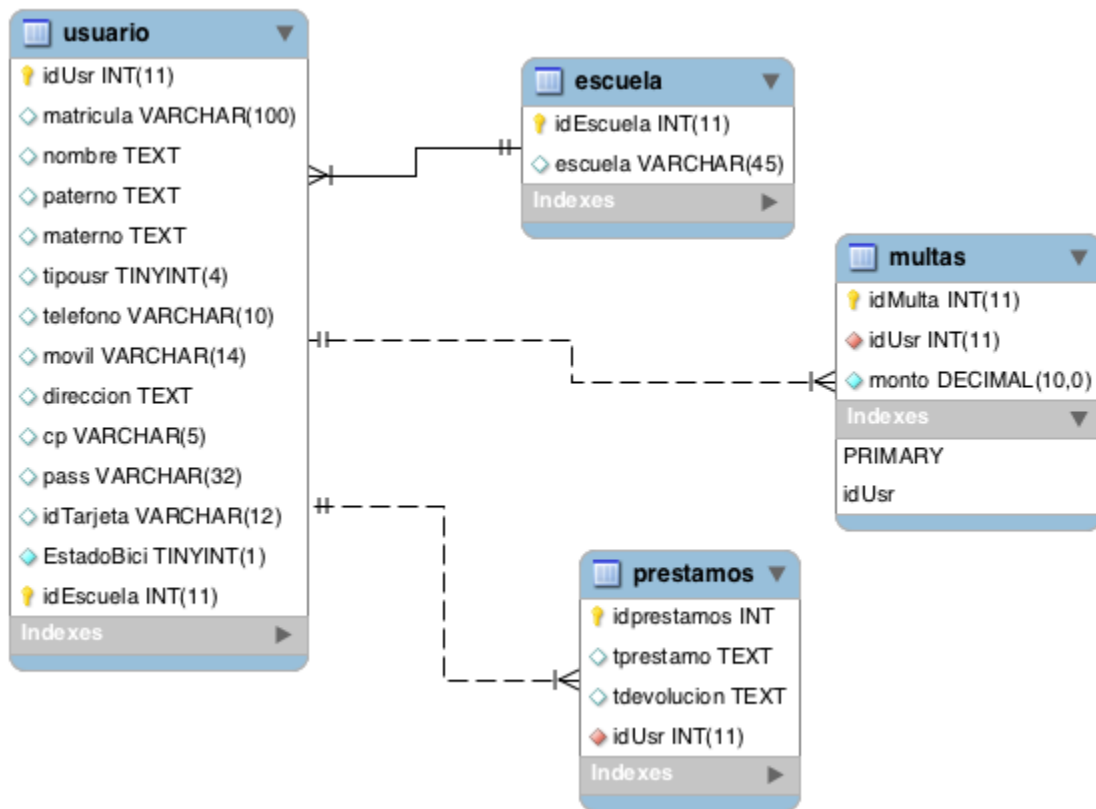 usuario
idUsr INT(11)
matricula VARCHAR(100)
nombre TEXT
paterno TEXT
materno TEXT
tipousr TINYINT(4)
telefono VARCHAR(10)
movil VARCHAR(14)
direccion TEXT
cp VARCHAR(5)
pass VARCHAR(32)
idTarjeta VARCHAR(12)
EstadoBici TINYINT(1)
idEscuela INT(11)
Indexes
escuela
idEscuela INT(11)
escuela VARCHAR(45)
Indexes
multas
idMulta INT(11)
idUsr INT(11)
monto DECIMAL(10,0)
Indexes
PRIMARY
idUsr
prestamos
idprestamos INT
tprestamo TEXT
tdevolucion TEXT
idUsr INT(11)
Indexes